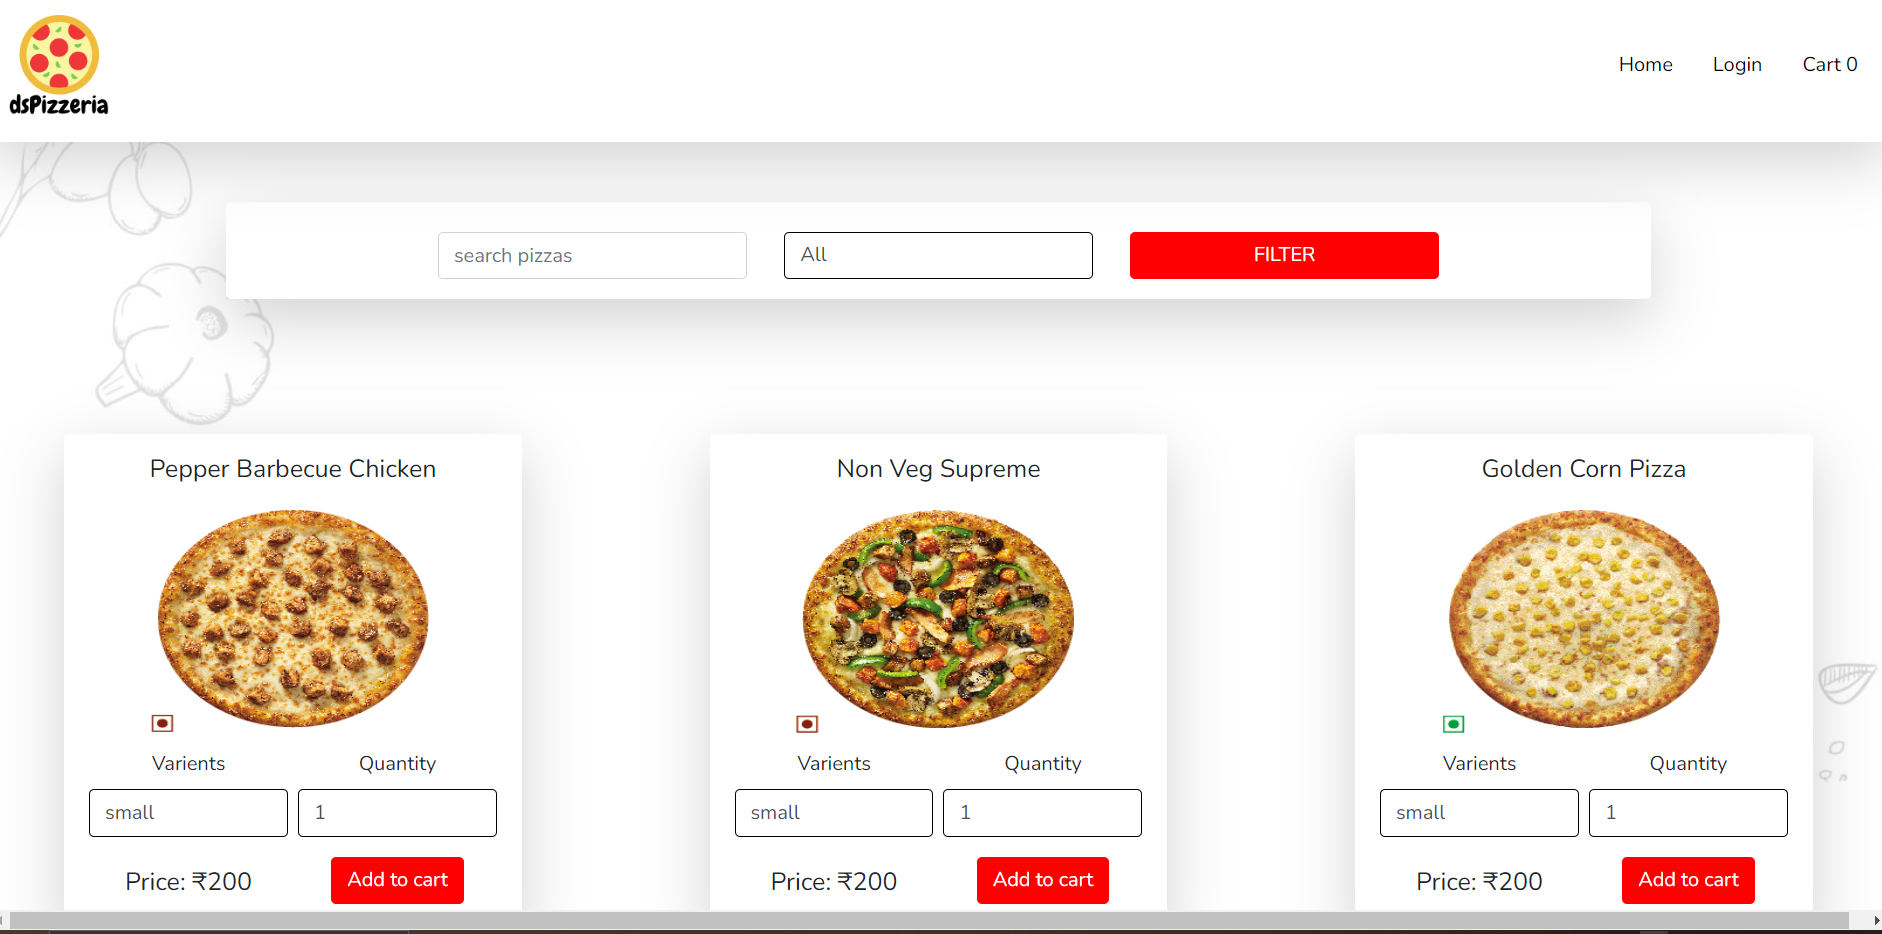 dsPizzeria
Home Login Cart 0
search pizzas All FILTER
Pepper Barbecue Chicken
Varients Quantity
small 1
Price: ₹200 Add to cart
Non Veg Supreme
Varients Quantity
small 1
Price: ₹200 Add to cart
Golden Corn Pizza
Varients Quantity
small 1
Price: ₹200 Add to cart